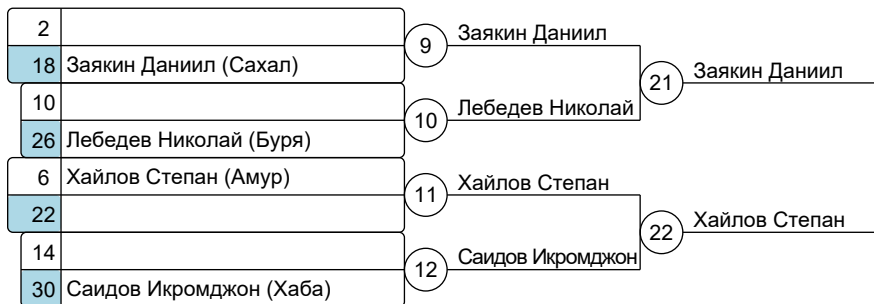 2
18 Заякин Даниил (Сахал)
9 Заякин Даниил
10
26 Лебедев Николай (Буря)
10 Лебедев Николай
21 Заякин Даниил
6 Хайлов Степан (Амур)
22
11 Хайлов Степан
14
30 Саидов Икромджон (Хаба)
12 Саидов Икромджон
22 Хайлов Степан